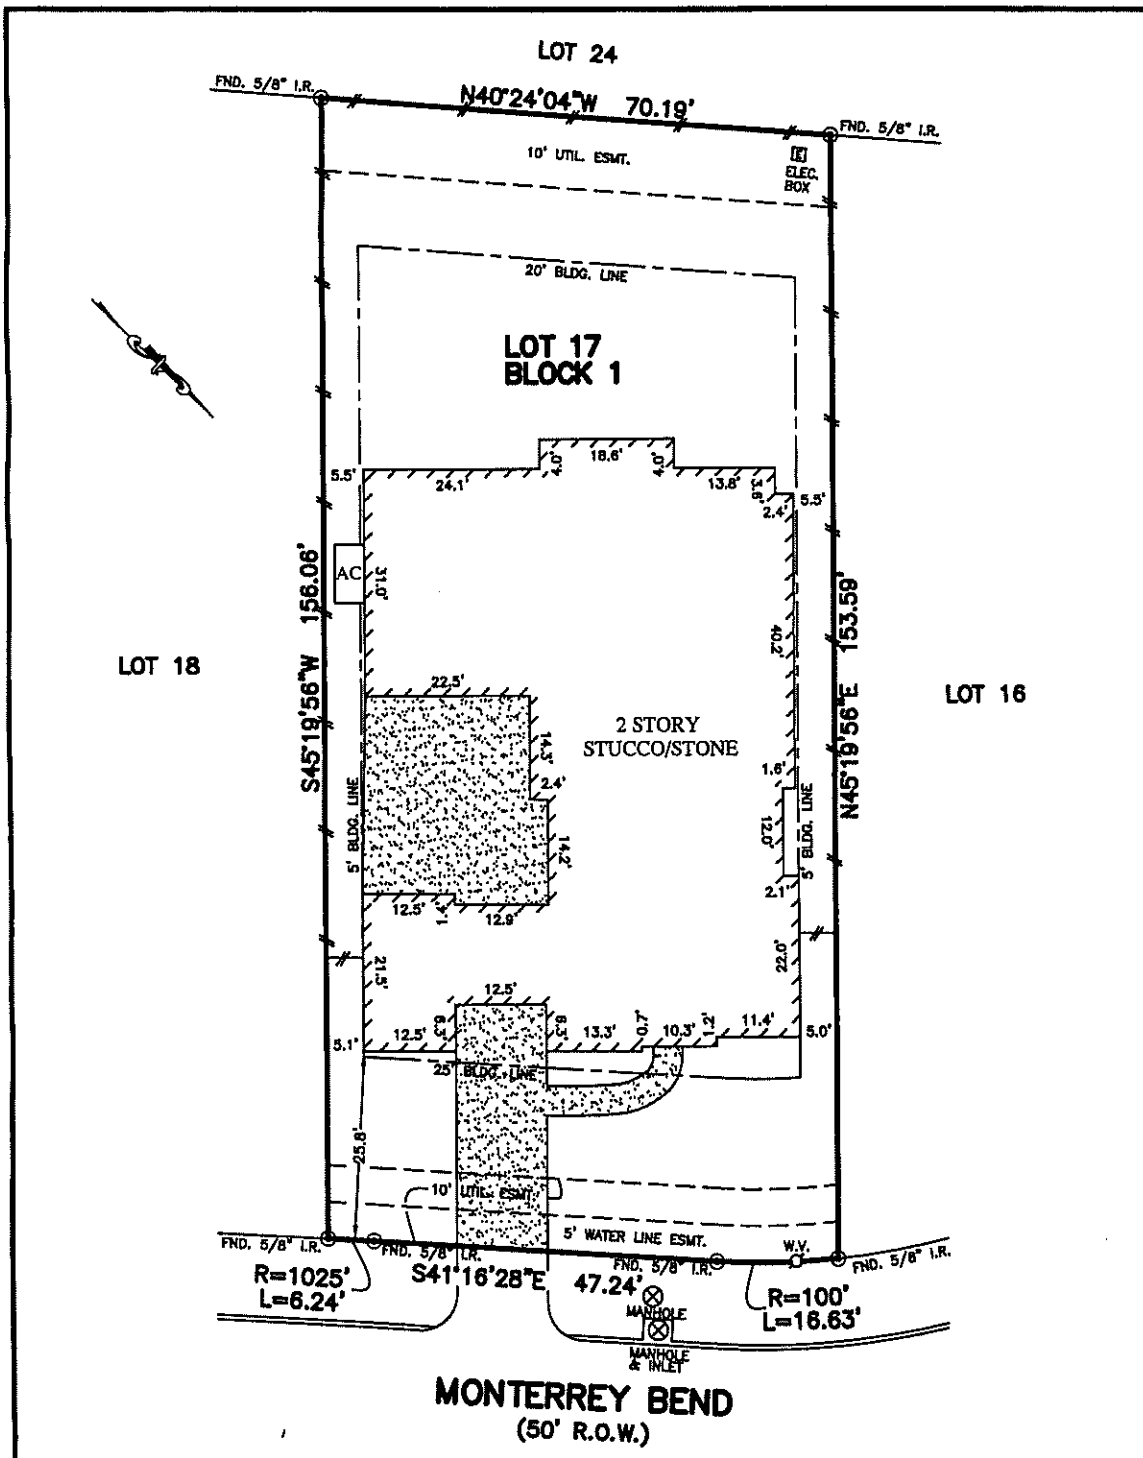 LOT 24
FND. 5/8" I.R.
N40°24'04"W 70.19'
FND. 5/8" I.R.
10' UTIL. ESMT.
E
ELEC.
BOX
20' BLDG. LINE
LOT 17
BLOCK 1
18.6'
4.0'
4.0'
5.5'
24.1'
13.8'
3.6'
2.4'
5.5'
AC
31.0'
S45°19'56"W 156.06'
40.2'
N45°19'56"E 153.59'
LOT 18
LOT 16
22.5'
2 STORY
STUCCO/STONE
14.3'
2.4'
1.6'
5' BLDG. LINE
14.2'
12.0'
5' BLDG. LINE
2.1'
12.5'
1.4'
12.9'
21.5'
22.0'
12.5'
6.3'
6.3'
12.5'
13.3'
0.7'
10.3'
1.2'
11.4'
5.1'
5.0'
25' BLDG. LINE
25.8'
10' UTIL. ESMT.
5' WATER LINE ESMT.
W.V.
FND. 5/8" I.R.
FND. 5/8" I.R.
FND. 5/8" I.R.
FND. 5/8" I.R.
R=1025'
L=6.24'
S41°16'28"E 47.24'
R=100'
L=16.63'
MANHOLE
MANHOLE
& INLET
MONTERREY BEND
(50' R.O.W.)